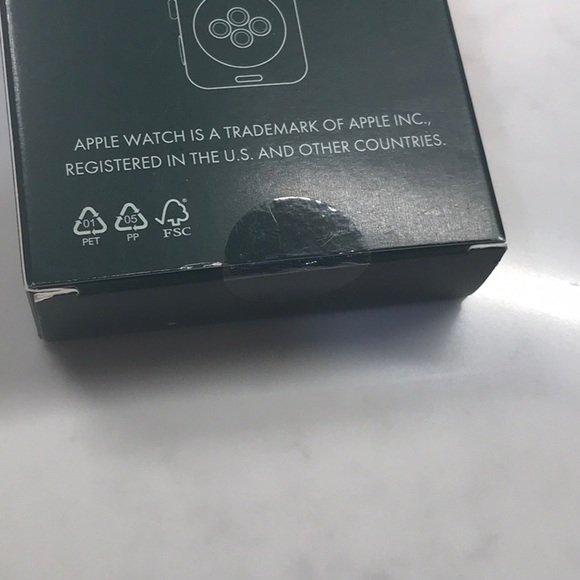 APPLE WATCH IS A TRADEMARK OF APPLE INC.,
REGISTERED IN THE U.S. AND OTHER COUNTRIES.
01 05
PET PP FSC